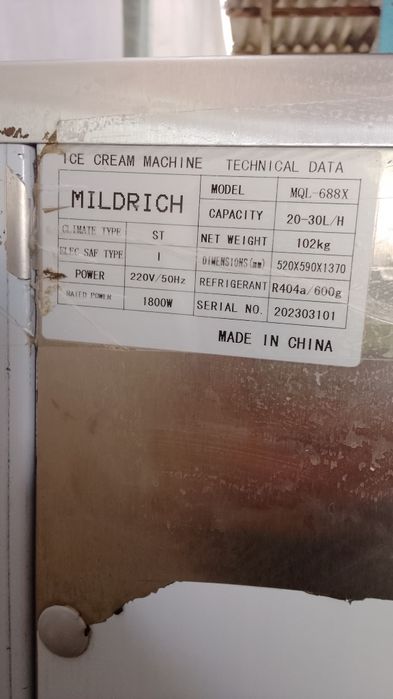 ICE CREAM MACHINE TECHNICAL DATA
MILDRICH
MODEL MQL-688X
CAPACITY 20-30L/H
CLIMATE TYPE ST
NET WEIGHT 102kg
ELEC SAF TYPE I
DIMENSIONS(mm) 520X590X1370
POWER 220V/50Hz
REFRIGERANT R404a/600g
RATED POWER 1800W
SERIAL NO. 202303101
MADE IN CHINA